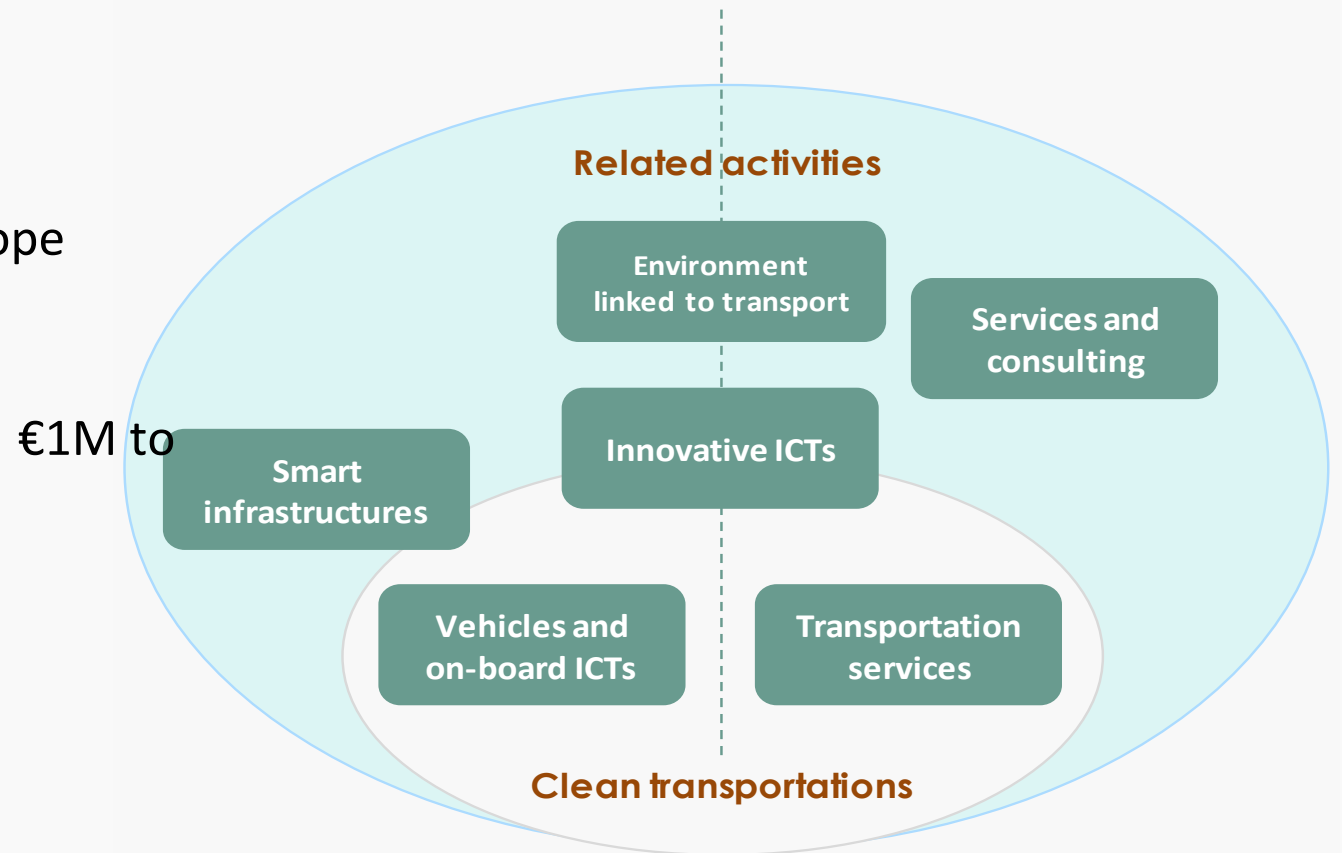 Related activities
Environment
linked to transport
Services and
consulting
€1M to
Innovative ICTs
Smart
infrastructures
Vehicles and
on-board ICTs
Transportation
services
Clean transportations